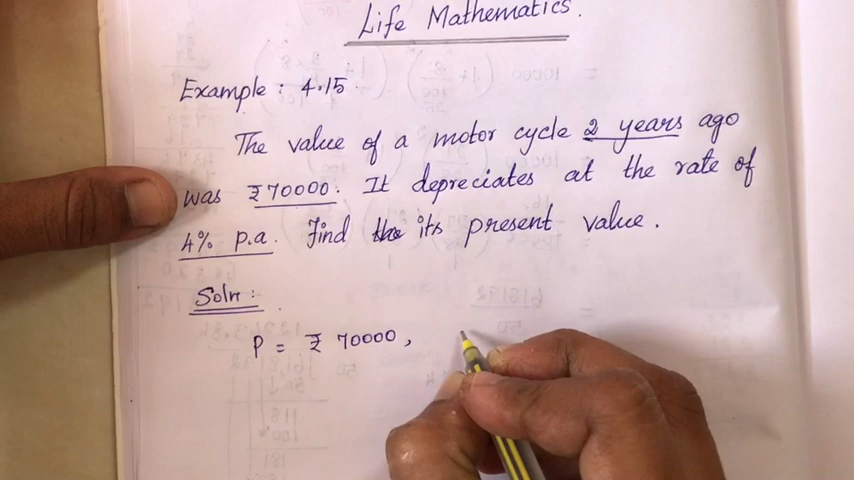 Life Mathematics.
Example : 4.15.
The value of a motor cycle 2 years ago
was ₹70000. It depreciates at the rate of
4% p.a. Find its present value.
Soln :
P = ₹ 70000,